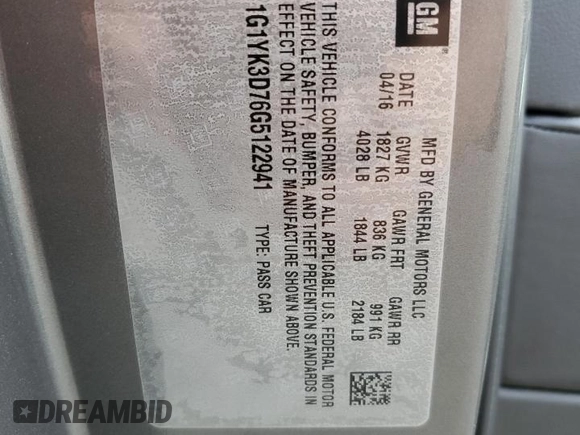 GM
MFD BY GENERAL MOTORS LLC
DATE GVWR GAWR FRT GAWR RR
04/16 1827 KG 836 KG 991 KG
4028 LB 1844 LB 2184 LB
THIS VEHICLE CONFORMS TO ALL APPLICABLE U.S. FEDERAL MOTOR
VEHICLE SAFETY, BUMPER, AND THEFT PREVENTION STANDARDS IN
EFFECT ON THE DATE OF MANUFACTURE SHOWN ABOVE.
1G1YK3D76G5122941 TYPE: PASS CAR
DREAMBID